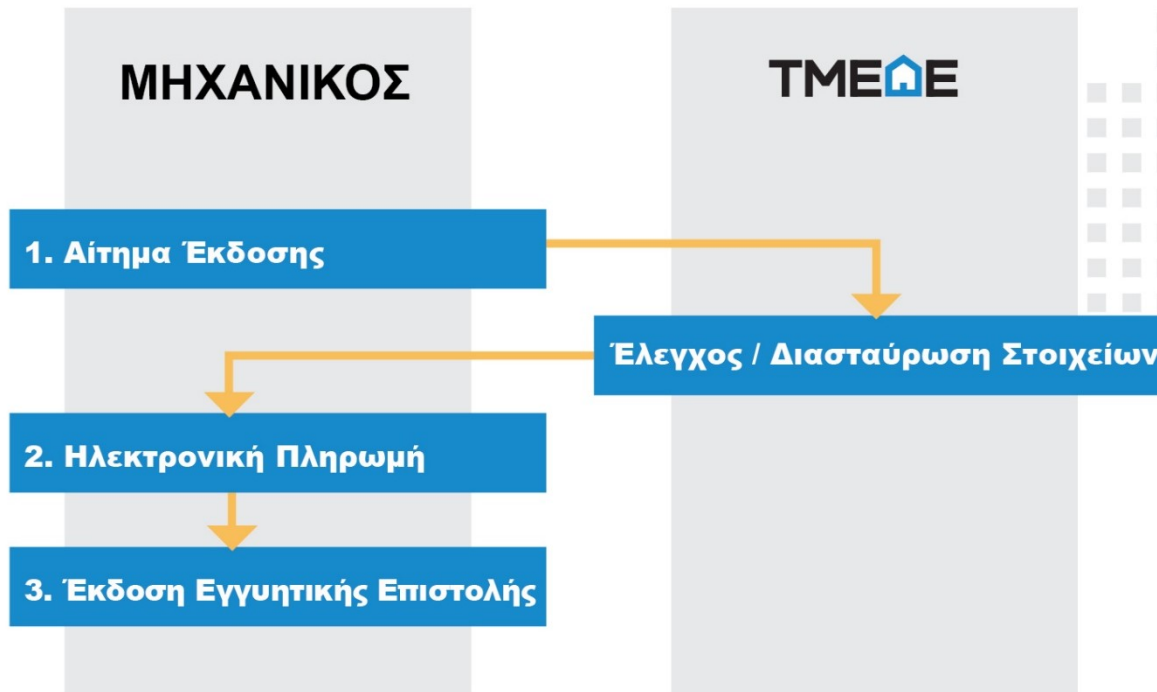 ΜΗΧΑΝΙΚΟΣ
ΤΜΕΔΕ
1. Αίτημα Έκδοσης
Έλεγχος / Διασταύρωση Στοιχείων
2. Ηλεκτρονική Πληρωμή
3. Έκδοση Εγγυητικής Επιστολής